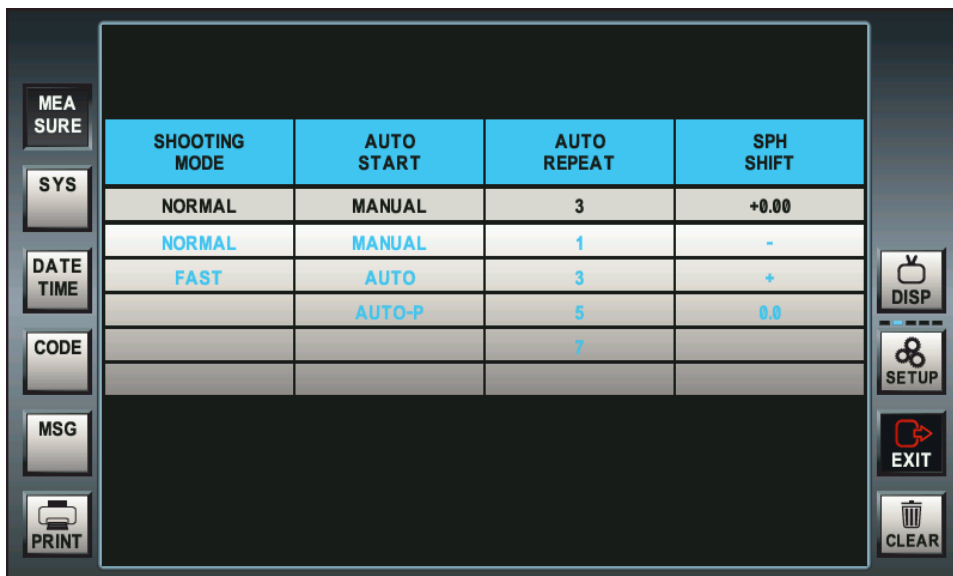 MEA
SURE
SYS
DATE
TIME
CODE
MSG
PRINT
SHOOTING
MODE
AUTO
START
AUTO
REPEAT
SPH
SHIFT
NORMAL MANUAL 3 +0.00
NORMAL MANUAL 1 -
FAST AUTO 3 +
AUTO-P 5 0.0
7
DISP
SETUP
EXIT
CLEAR